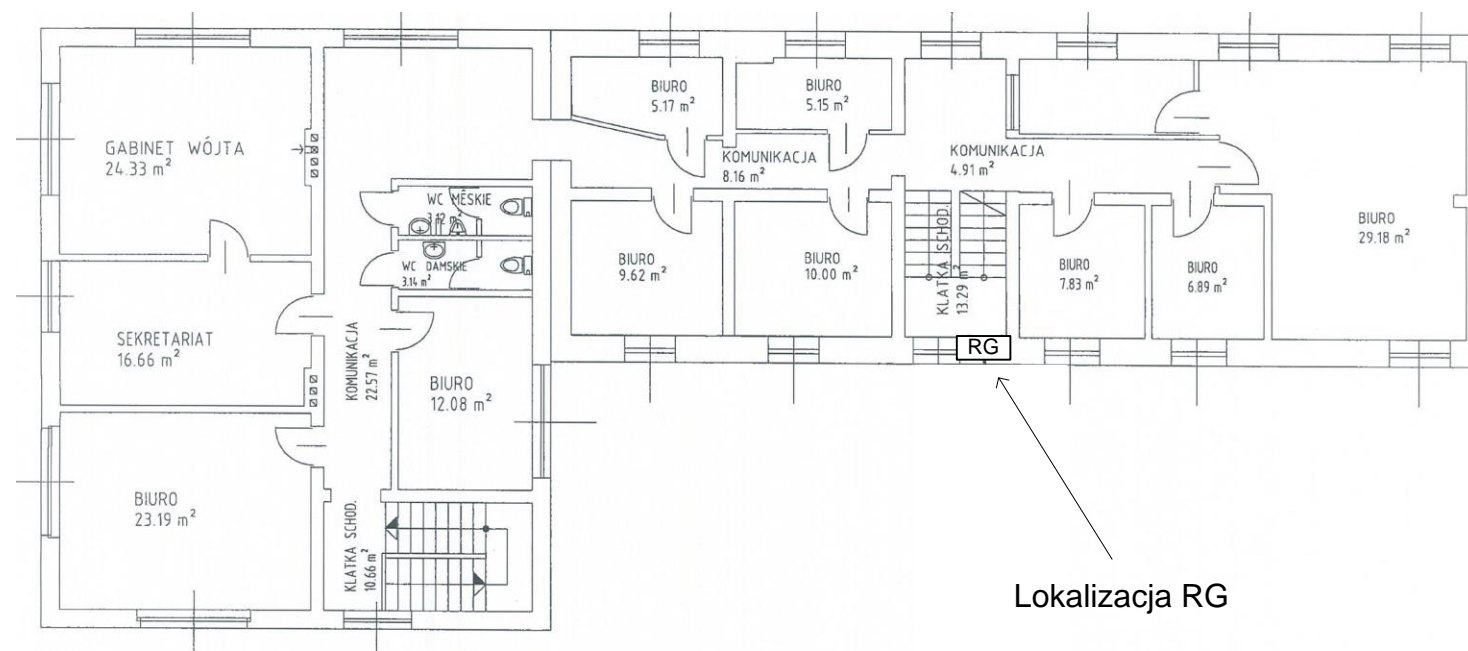 GABINET WÓJTA
24.33 m²
BIURO
5.17 m²
BIURO
5.15 m²
KOMUNIKACJA
8.16 m²
KOMUNIKACJA
4.91 m²
WC MĘSKIE
3.12 m²
WC DAMSKIE
3.14 m²
BIURO
9.62 m²
BIURO
10.00 m²
KLATKA SCHOD.
13.29 m²
BIURO
7.83 m²
BIURO
6.89 m²
BIURO
29.18 m²
SEKRETARIAT
16.66 m²
KOMUNIKACJA
22.57 m²
BIURO
12.08 m²
RG
BIURO
23.19 m²
KLATKA SCHOD.
10.66 m²
Lokalizacja RG